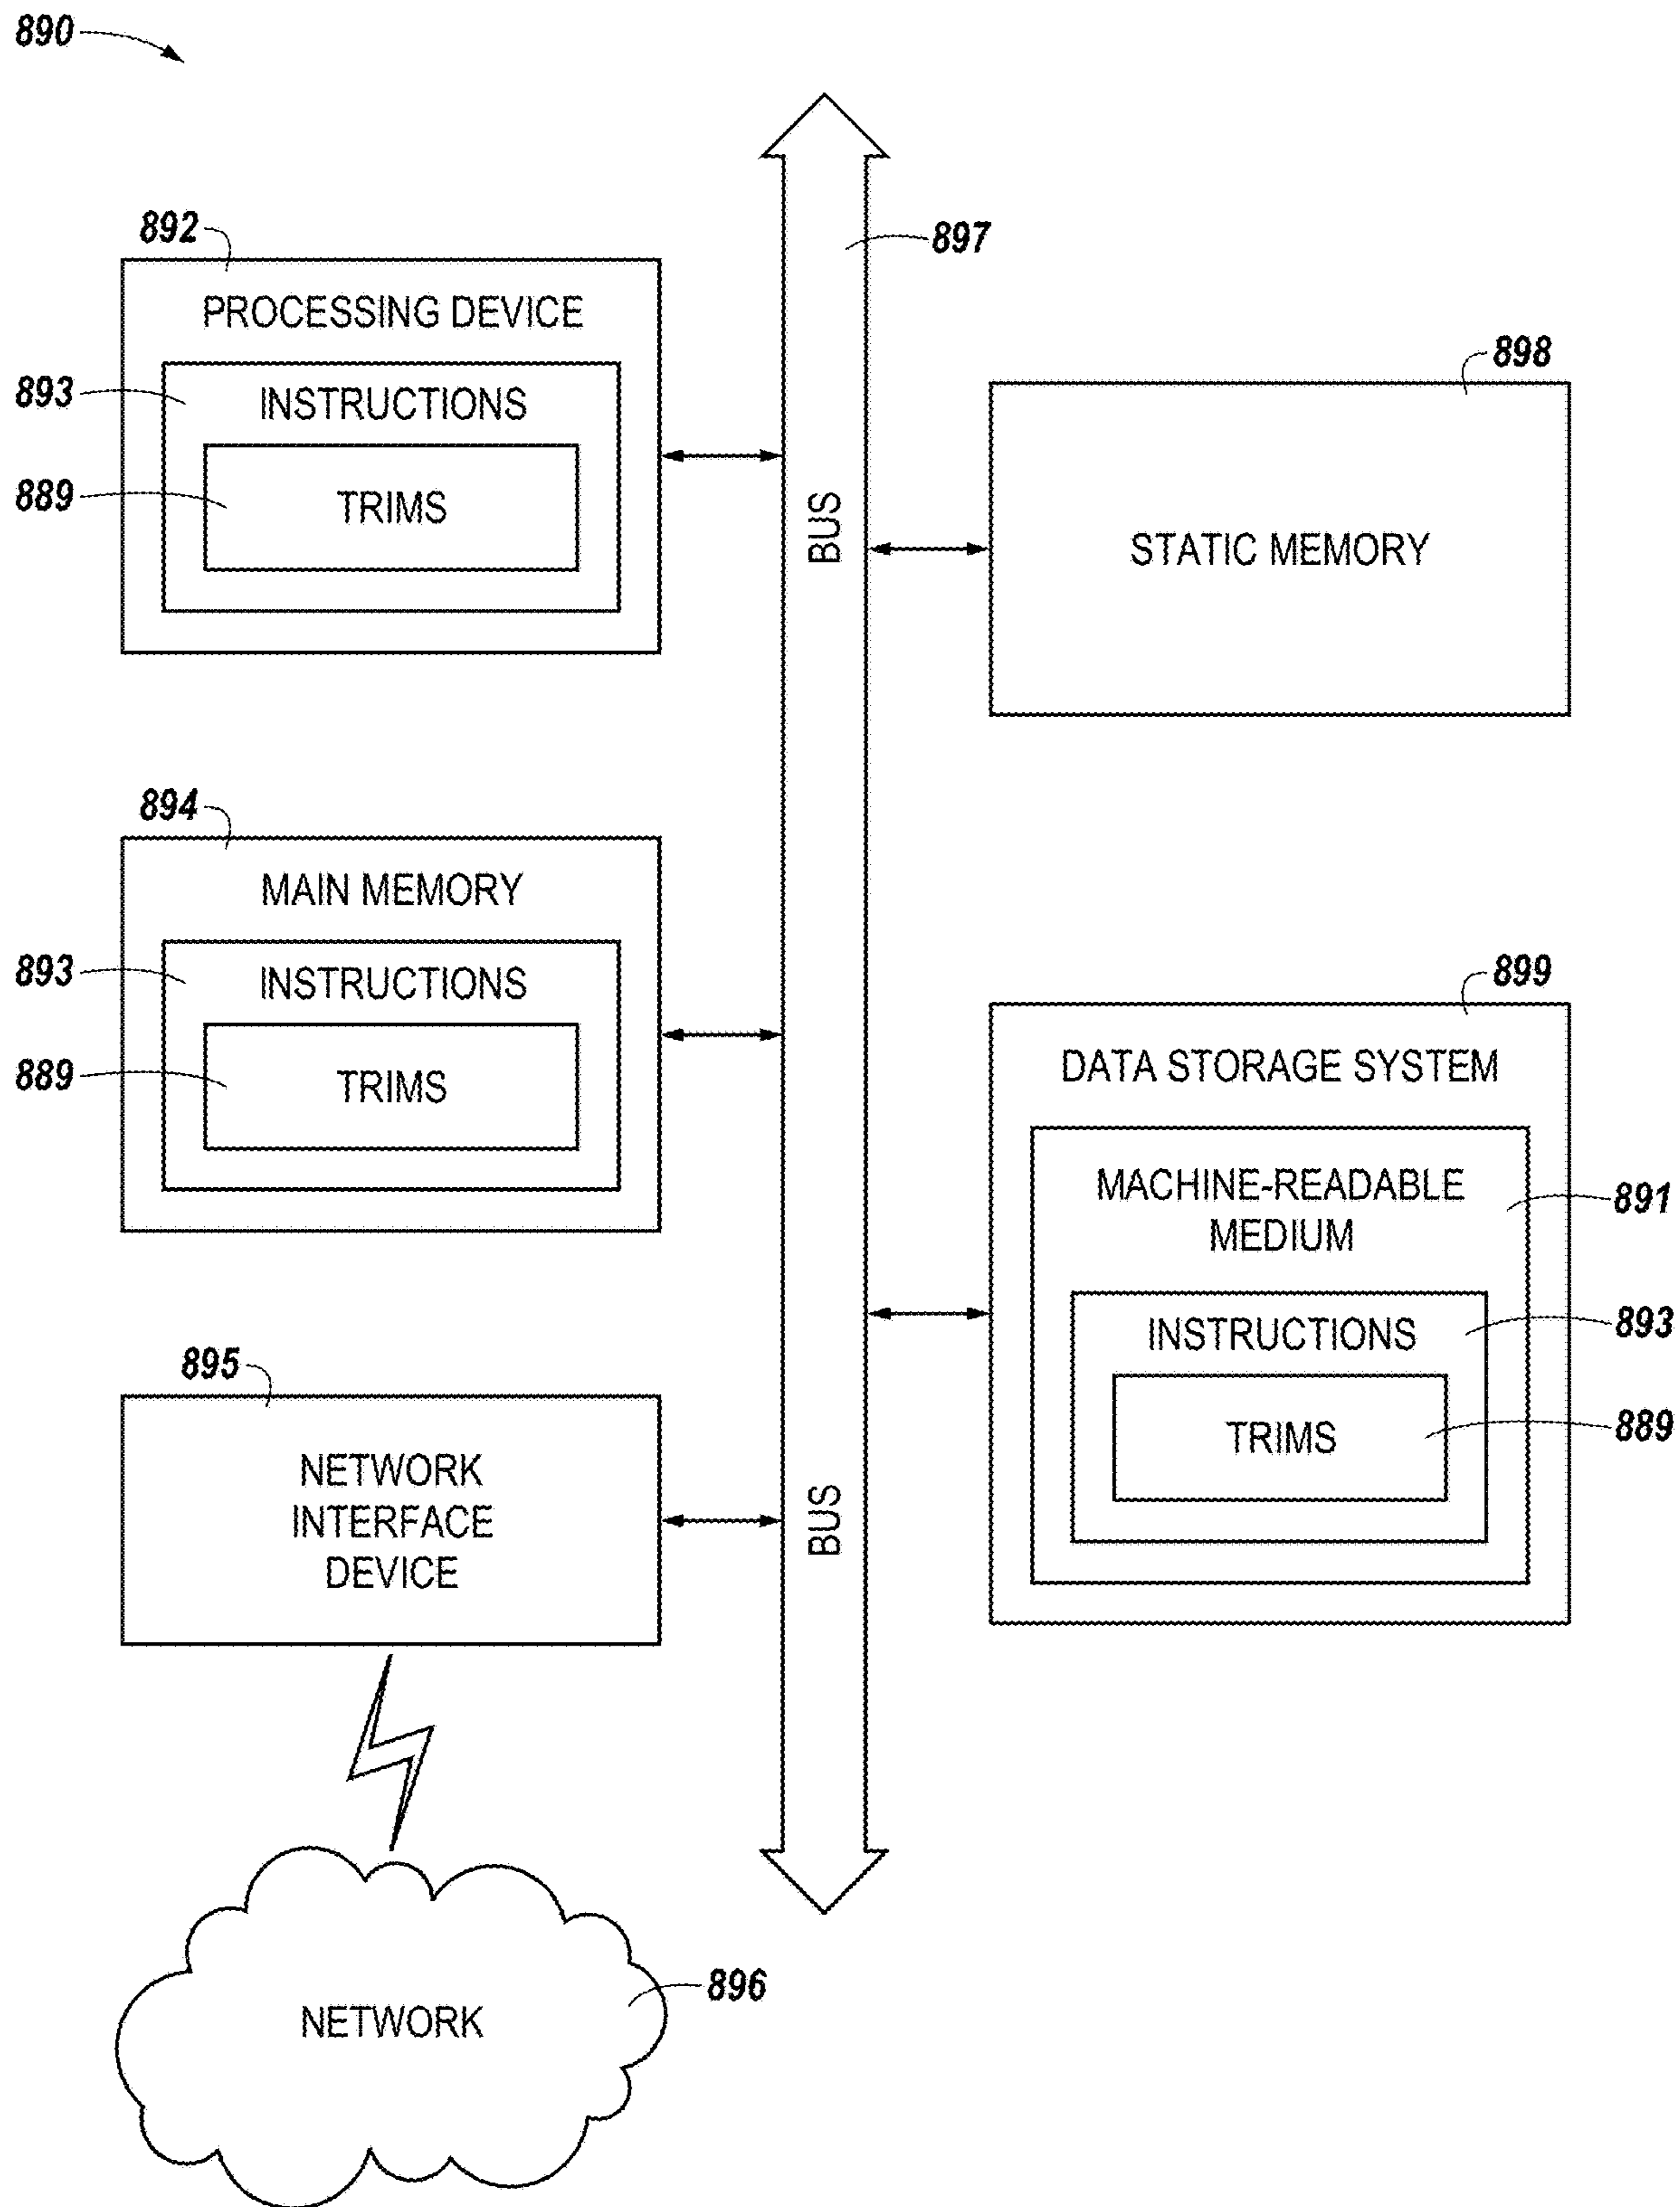 890
892
PROCESSING DEVICE
893
INSTRUCTIONS
889
TRIMS
894
MAIN MEMORY
893
INSTRUCTIONS
889
TRIMS
895
NETWORK
INTERFACE
DEVICE
NETWORK
896
897
BUS
BUS
898
STATIC MEMORY
899
DATA STORAGE SYSTEM
MACHINE-READABLE
MEDIUM
891
INSTRUCTIONS
893
TRIMS
889